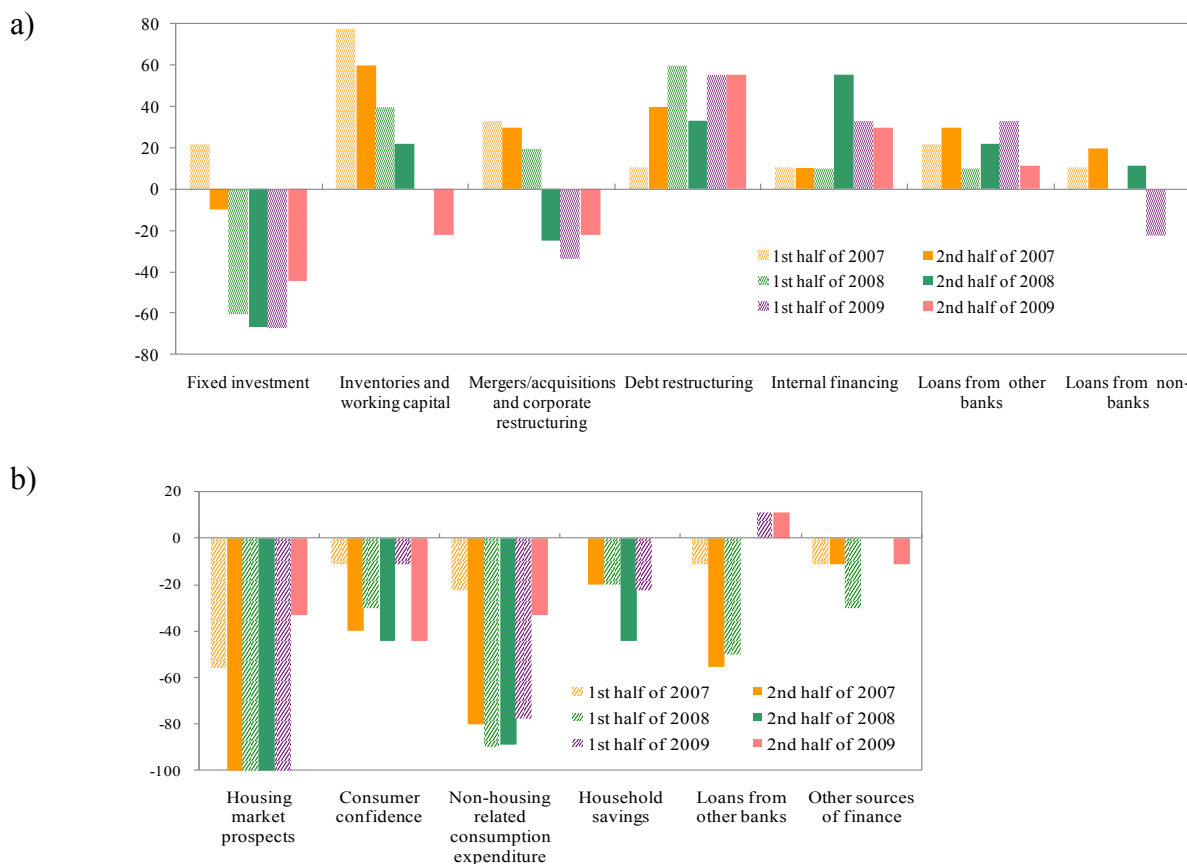 a)
80
60
40
20
0
-20
-40
-60
-80
1st half of 2007 2nd half of 2007
1st half of 2008 2nd half of 2008
1st half of 2009 2nd half of 2009
Fixed investment Inventories and Mergers/acquisitions Debt restructuring Internal financing Loans from other Loans from non-
working capital and corporate banks banks
restructuring
b)
20
0
-20
-40
-60
-80
-100
1st half of 2007 2nd half of 2007
1st half of 2008 2nd half of 2008
1st half of 2009 2nd half of 2009
Housing Consumer Non-housing Household Loans from Other sources
market confidence related savings other banks of finance
prospects consumption
expenditure